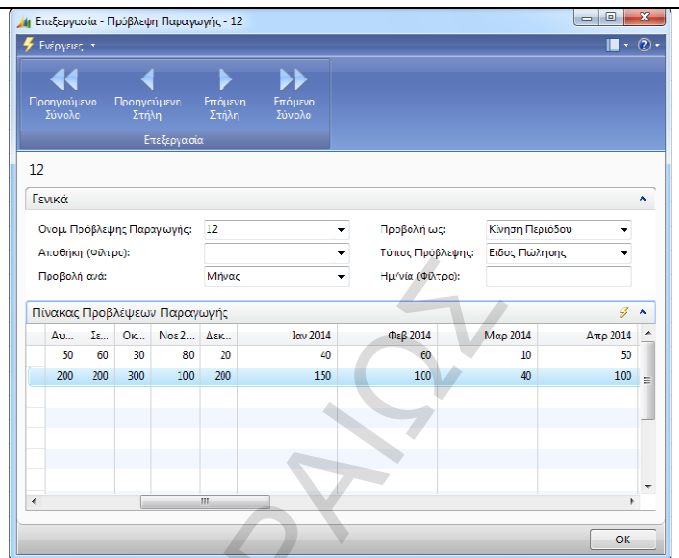 Επεξεργασία - Πρόβλεψη Παραγωγής - 12
Ενέργειες
Προηγούμενο Σύνολο
Προηγούμενη Στήλη
Επόμενη Στήλη
Επόμενο Σύνολο
Επεξεργασία
12
Γενικά
Ονομ. Πρόβλεψης Παραγωγής: 12 Προβολή ως: Κίνηση Περιόδου
Αποθήκη (Φίλτρο): Τύπος Πρόβλεψης: Είδος Πώλησης
Προβολή ανά: Μήνας Ημ/νία (Φίλτρο):
Πίνακας Προβλέψεων Παραγωγής
Αυ... Σε... Οκ... Νοε 2... Δεκ... Ιαν 2014 Φεβ 2014 Μαρ 2014 Απρ 2014
50 60 30 80 20 40 60 10 50
200 200 300 100 200 150 100 40 100
OK
ΡΑΙΩΣ